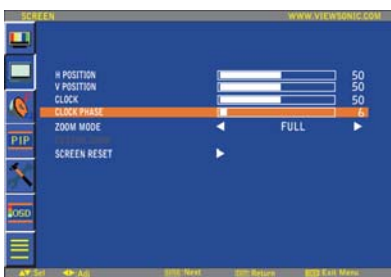 SCREEN WWW.VIEWSONIC.COM
H POSITION 50
V POSITION 50
CLOCK 50
CLOCK PHASE 6
ZOOM MODE FULL
PIP
SCREEN RESET
OSD
Set Adj Next EXIT Return Exit Menu